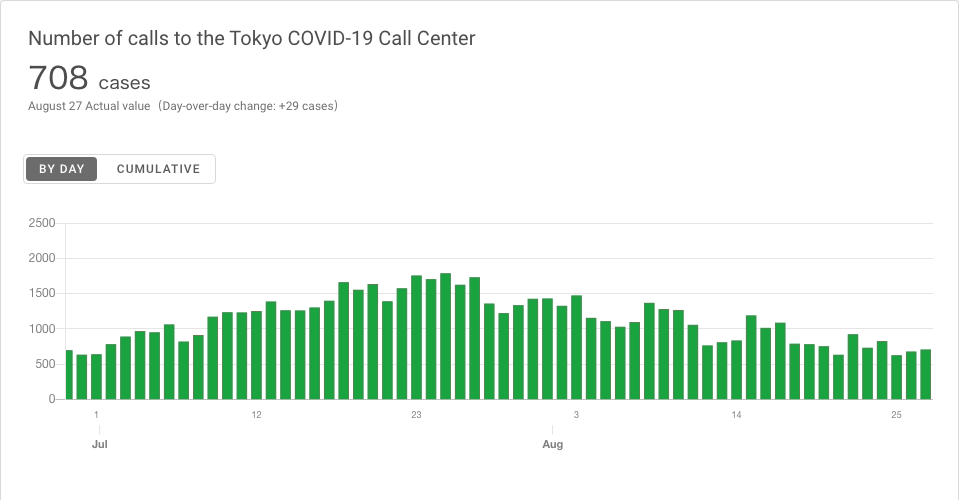 Number of calls to the Tokyo COVID-19 Call Center
708 cases
August 27 Actual value（Day-over-day change: +29 cases）
BY DAY CUMULATIVE
2500
2000
1500
1000
500
0
1 12 23 3 14 25
Jul Aug